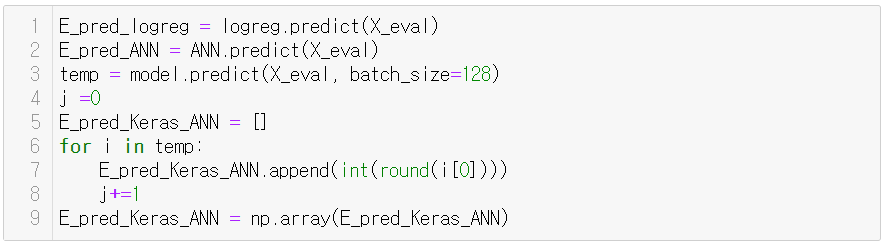 1 E_pred_logreg = logreg.predict(X_eval)
2 E_pred_ANN = ANN.predict(X_eval)
3 temp = model.predict(X_eval, batch_size=128)
4 j =0
5 E_pred_Keras_ANN = []
6 for i in temp:
7     E_pred_Keras_ANN.append(int(round(i[0])))
8     j+=1
9 E_pred_Keras_ANN = np.array(E_pred_Keras_ANN)